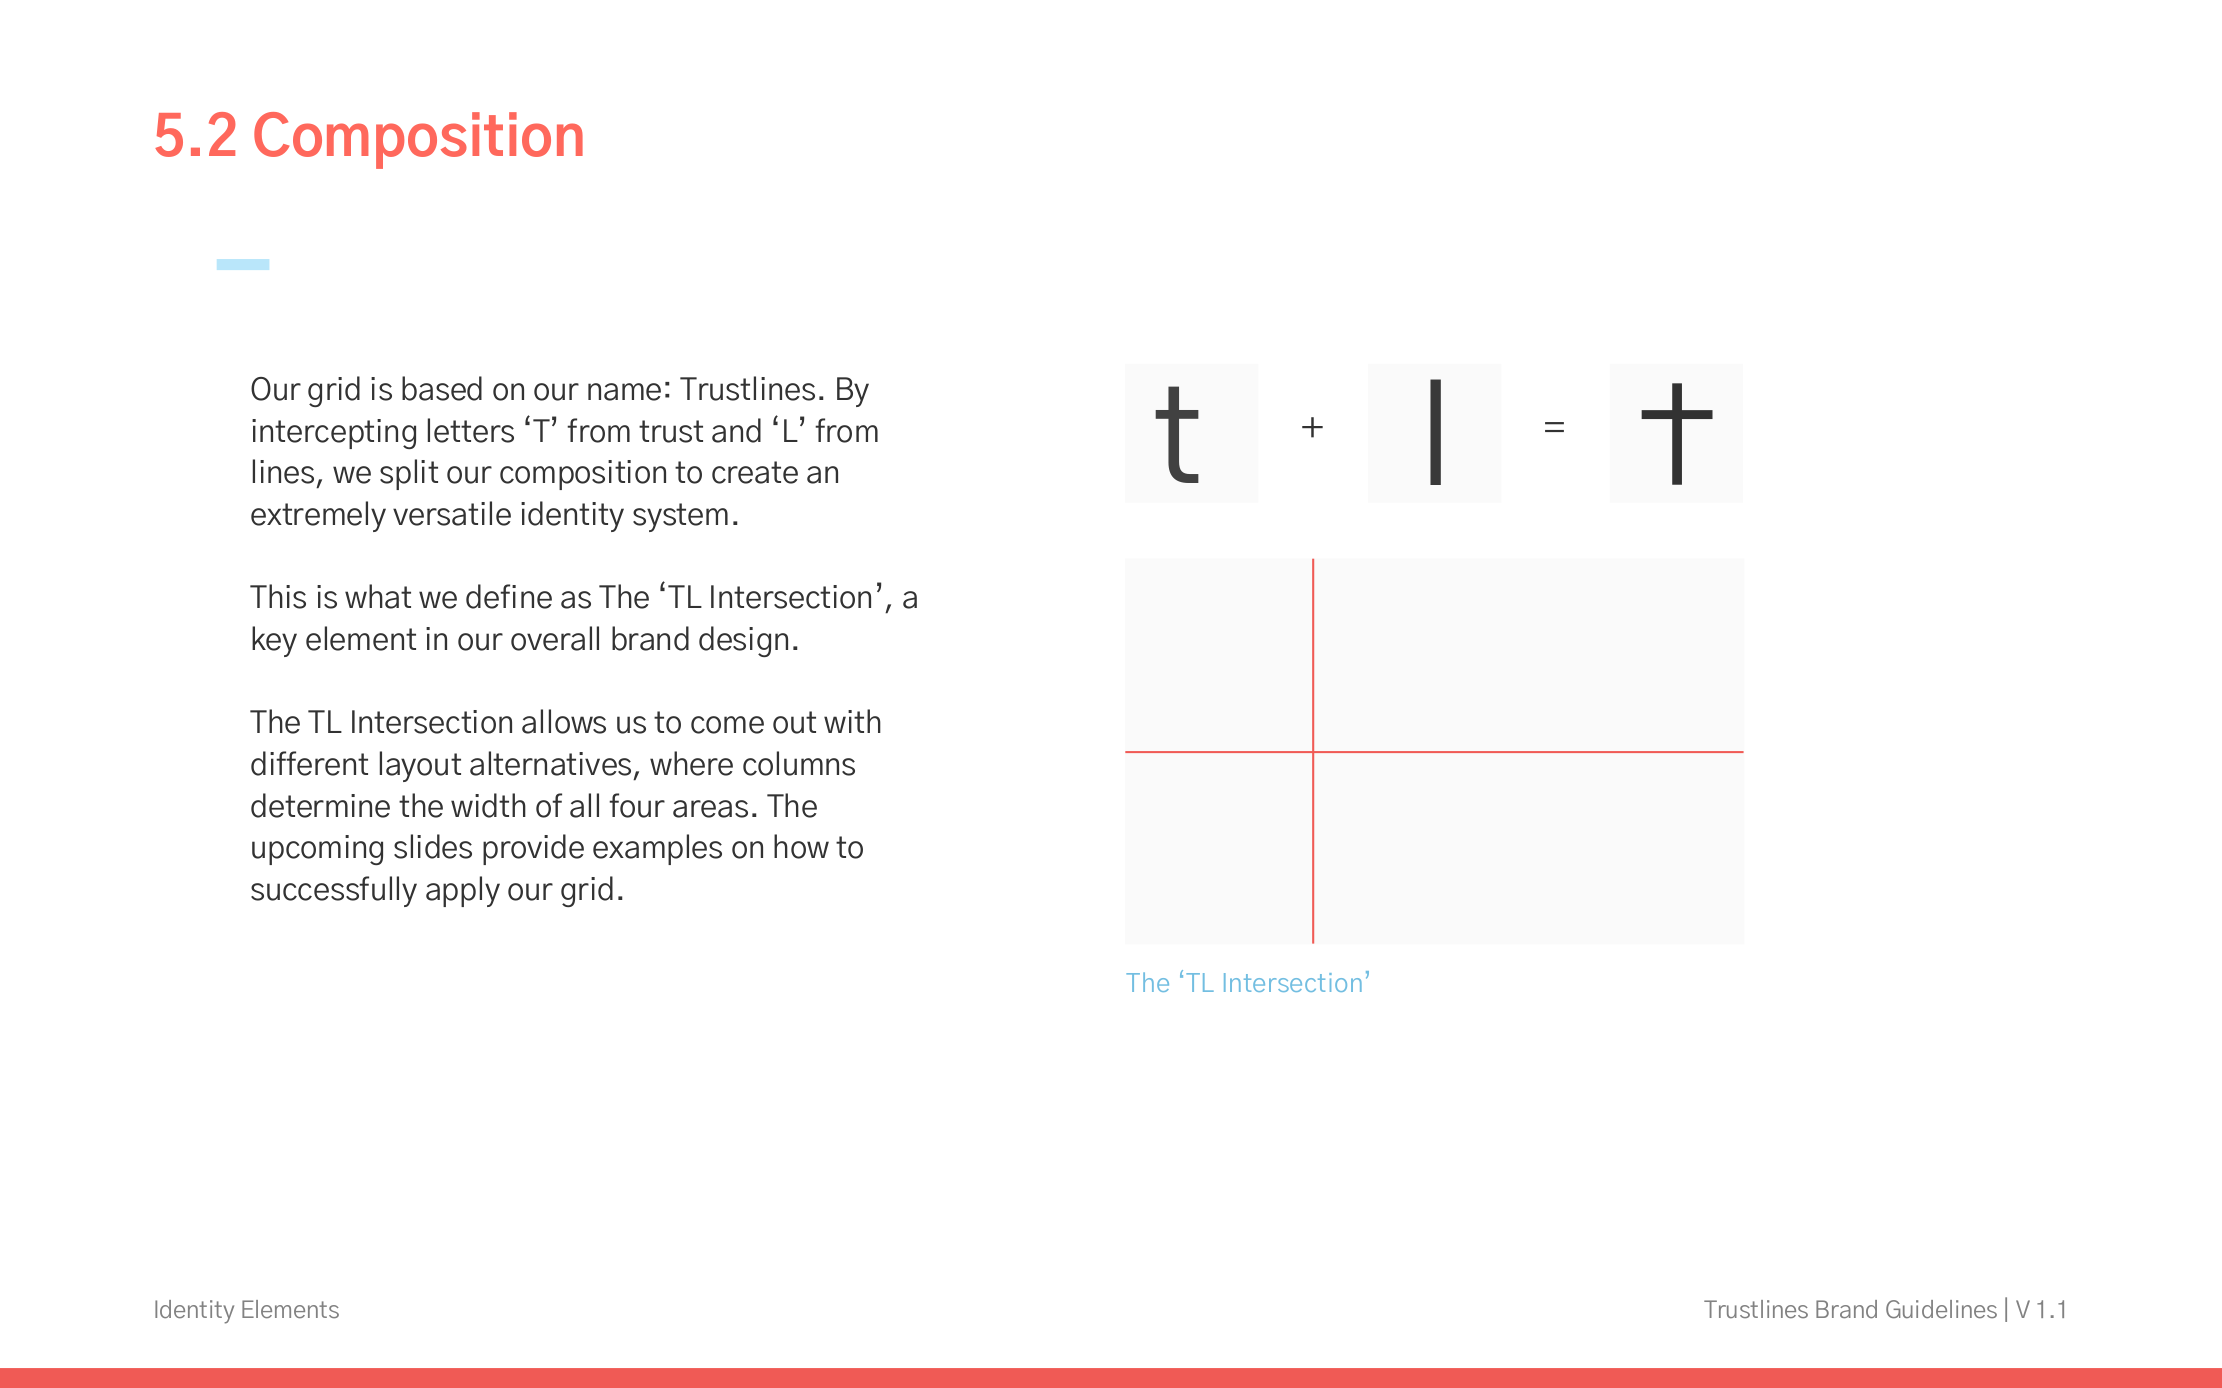 5.2 Composition
Our grid is based on our name: Trustlines. By
intercepting letters ‘T’ from trust and ‘L’ from
lines, we split our composition to create an
extremely versatile identity system.
This is what we define as The ‘TL Intersection’, a
key element in our overall brand design.
The TL Intersection allows us to come out with
different layout alternatives, where columns
determine the width of all four areas. The
upcoming slides provide examples on how to
successfully apply our grid.
t + l = †
The ‘TL Intersection’
Identity Elements
Trustlines Brand Guidelines | V 1.1